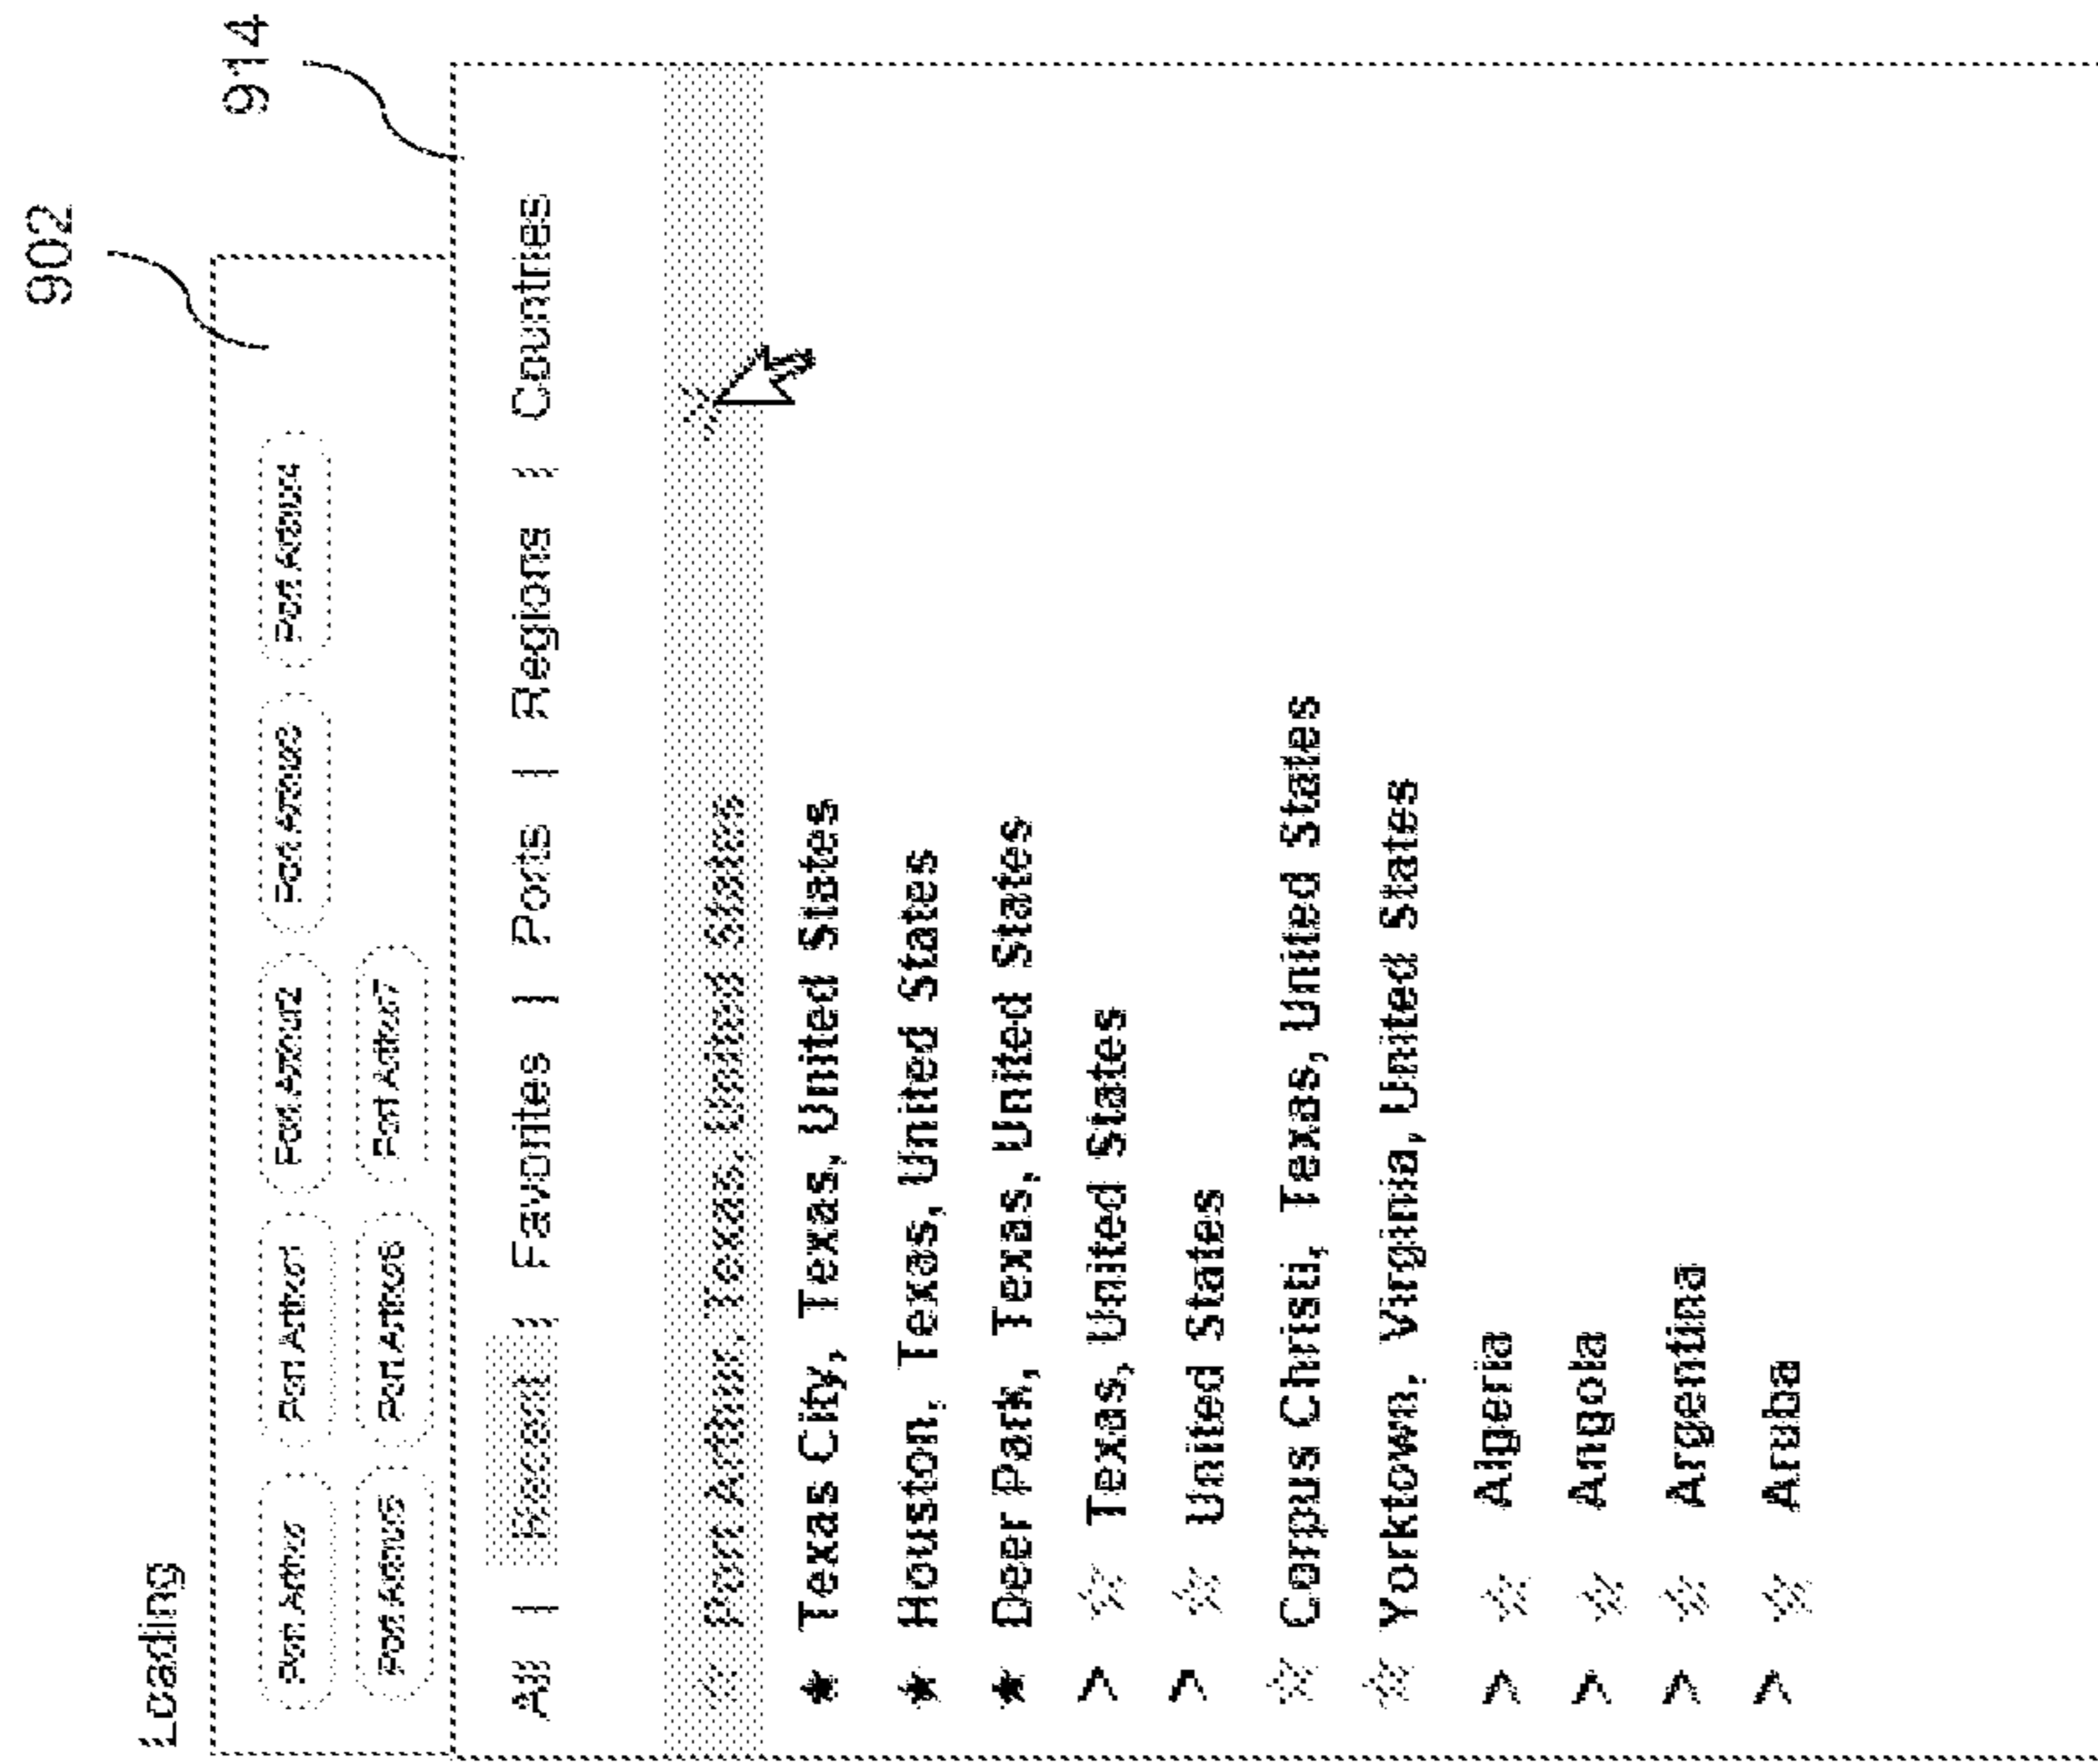 902
914
Loading
Port Arthur Port Arthur1 Port Arthur2 Port Arthur3 Port Arthur4
Port Arthur5 Port Arthur6 Port Arthur7
All | Recent | Favorites | Ports | Regions | Countries
Port Arthur, Texas, United States
Texas City, Texas, United States
Houston, Texas, United States
Deer Park, Texas, United States
Texas, United States
United States
Corpus Christi, Texas, United States
Yorktown, Virginia, United States
Algeria
Angola
Argentina
Aruba